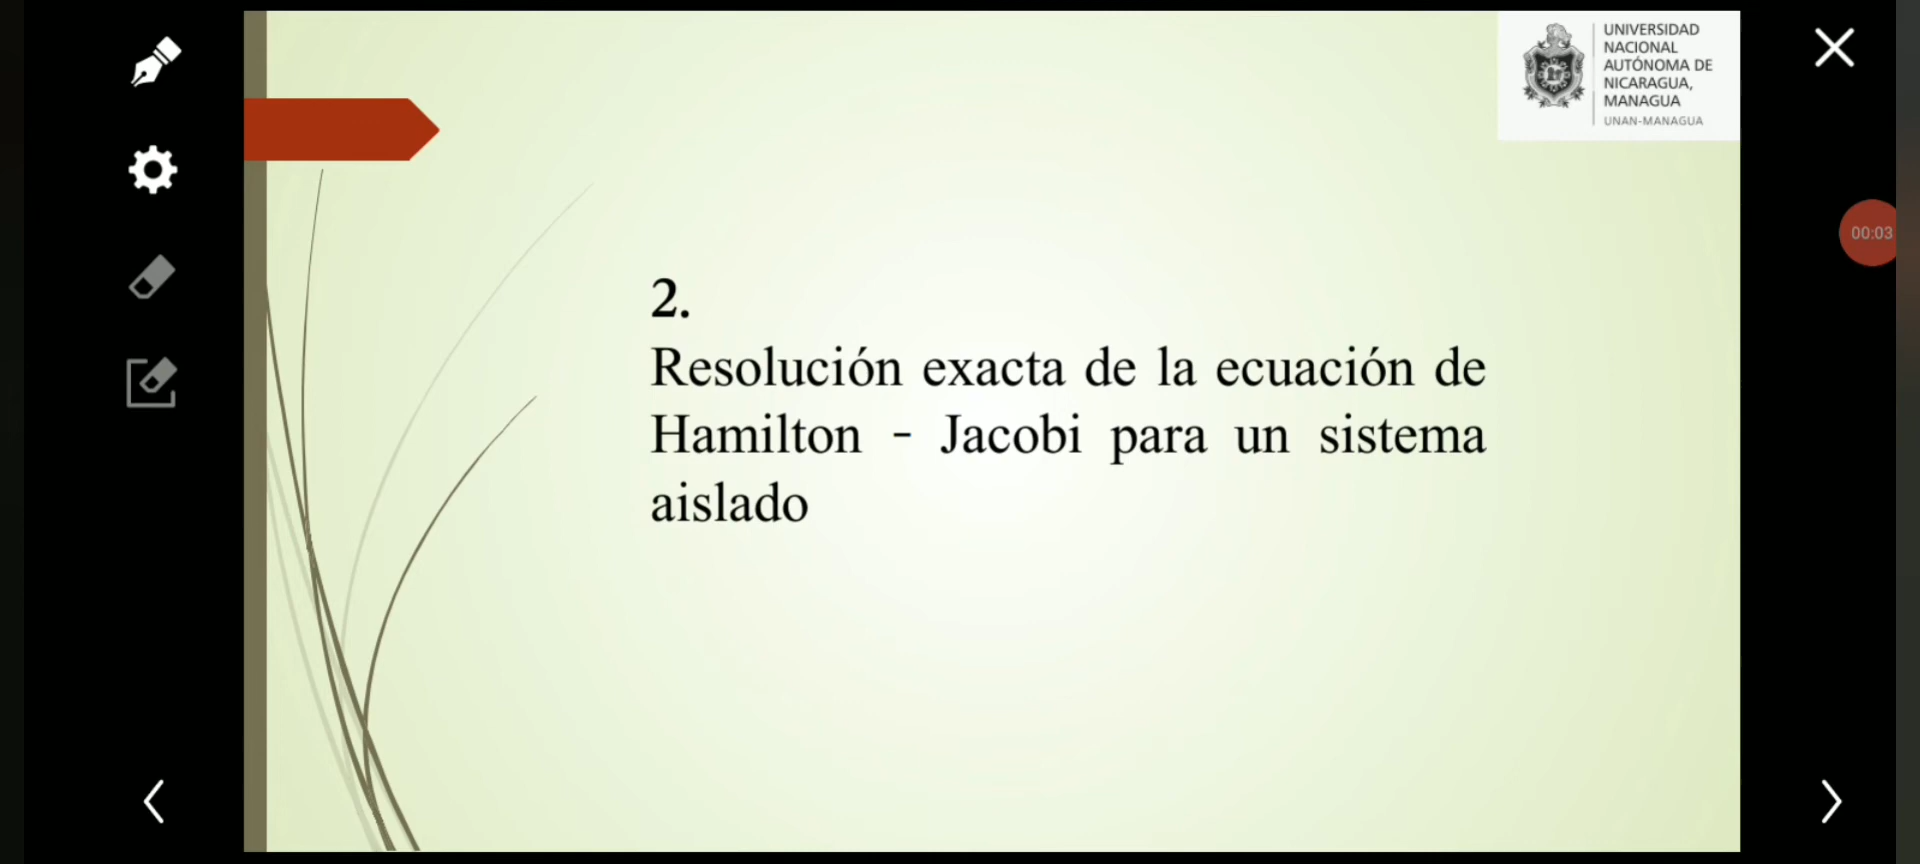 UNIVERSIDAD
NACIONAL
AUTÓNOMA DE
NICARAGUA,
MANAGUA
UNAN-MANAGUA
00:03
2.
Resolución exacta de la ecuación de
Hamilton - Jacobi para un sistema
aislado